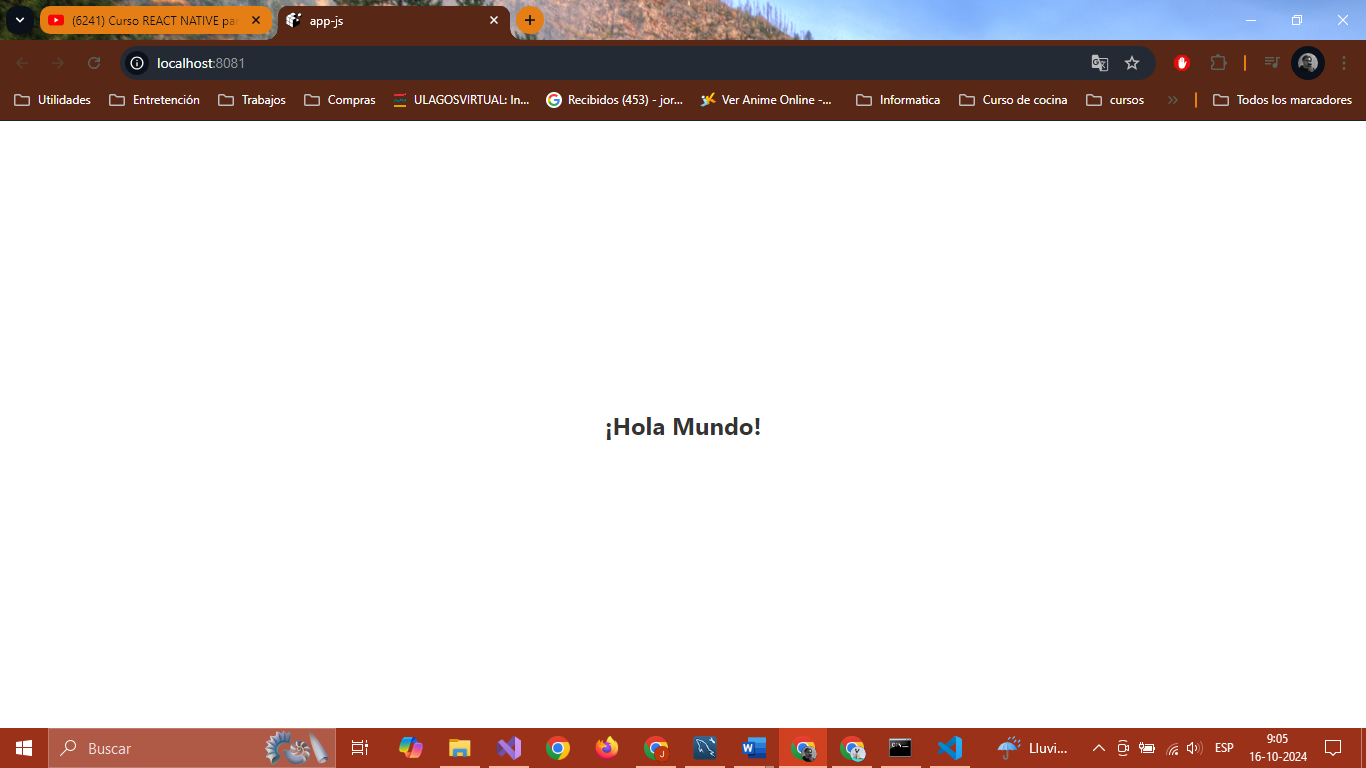 (6241) Curso REACT NATIVE par
app-js
localhost:8081
Utilidades
Entretención
Trabajos
Compras
ULAGOSVIRTUAL: In...
Recibidos (453) - jor...
Ver Anime Online -...
Informatica
Curso de cocina
cursos
Todos los marcadores
¡Hola Mundo!
Buscar
Lluvi...
ESP
9:05
16-10-2024